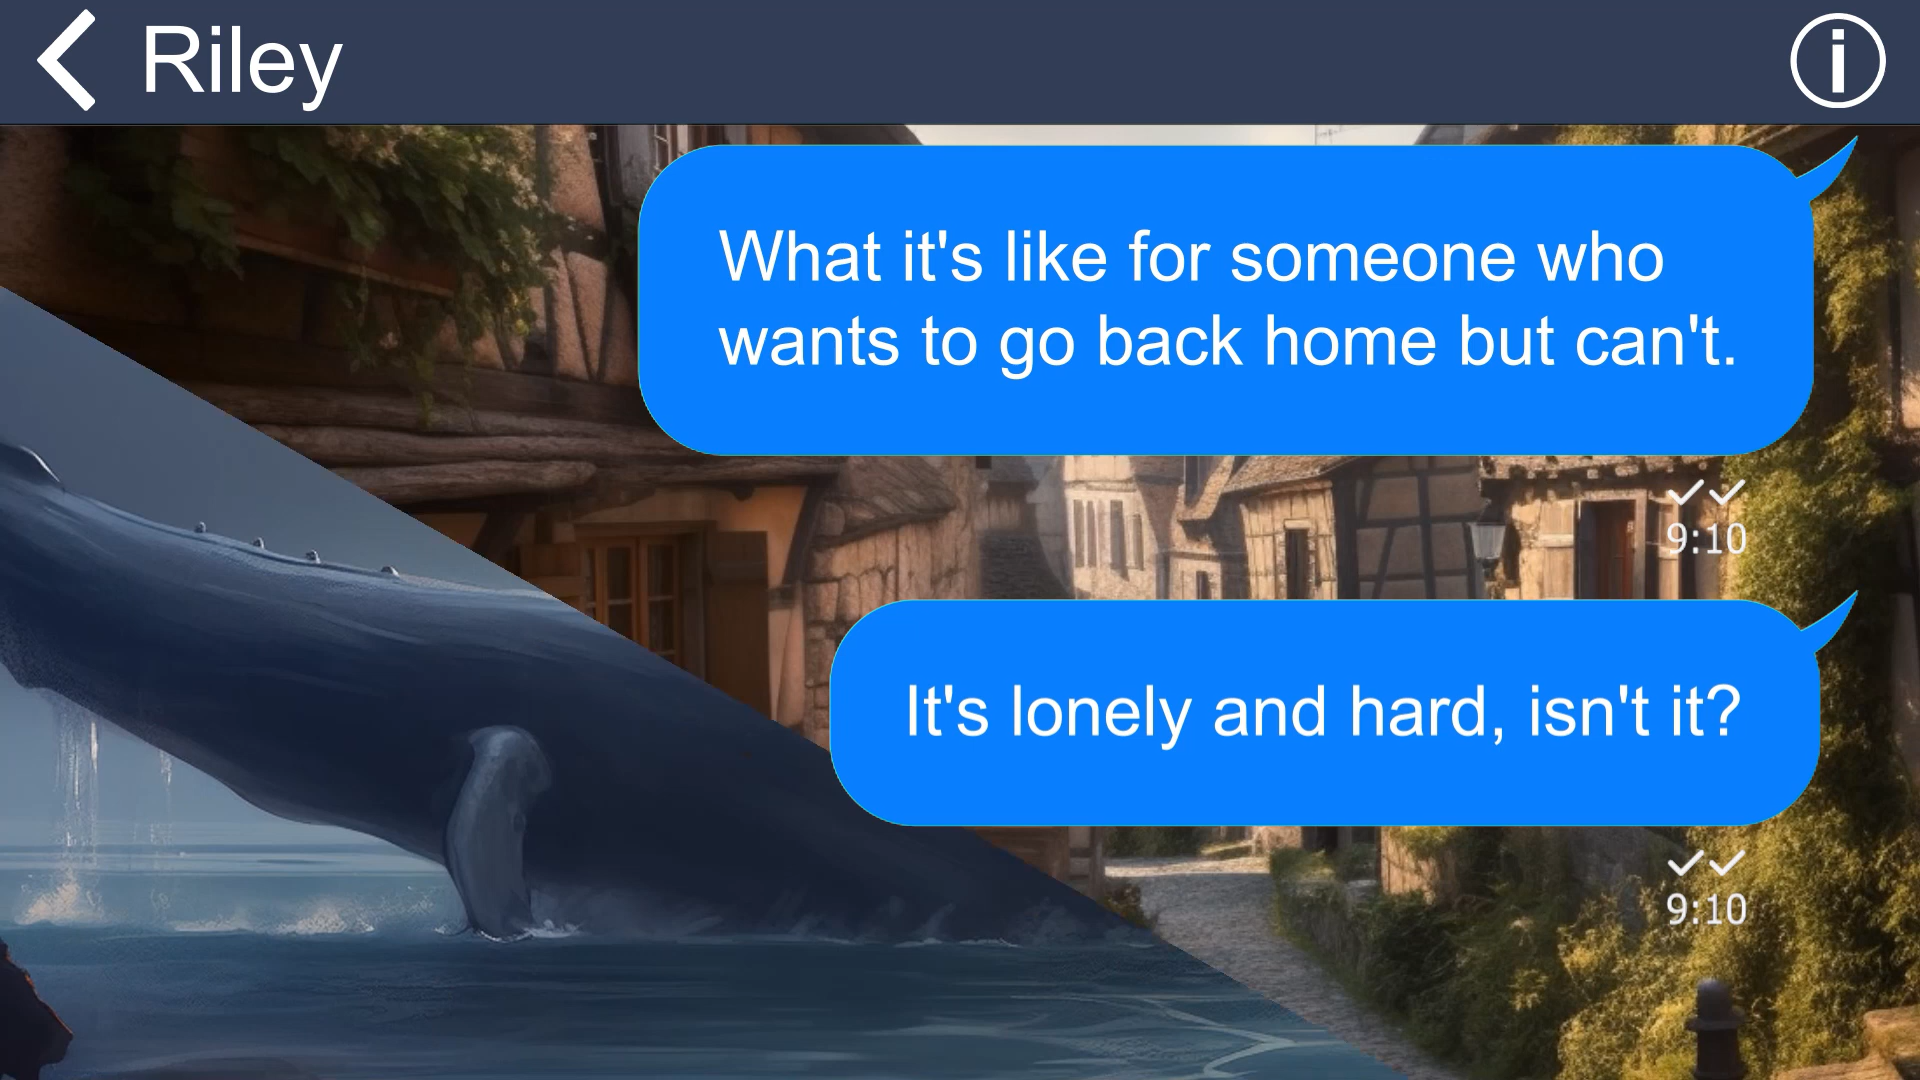 Riley
What it's like for someone who
wants to go back home but can't.
9:10
It's lonely and hard, isn't it?
9:10